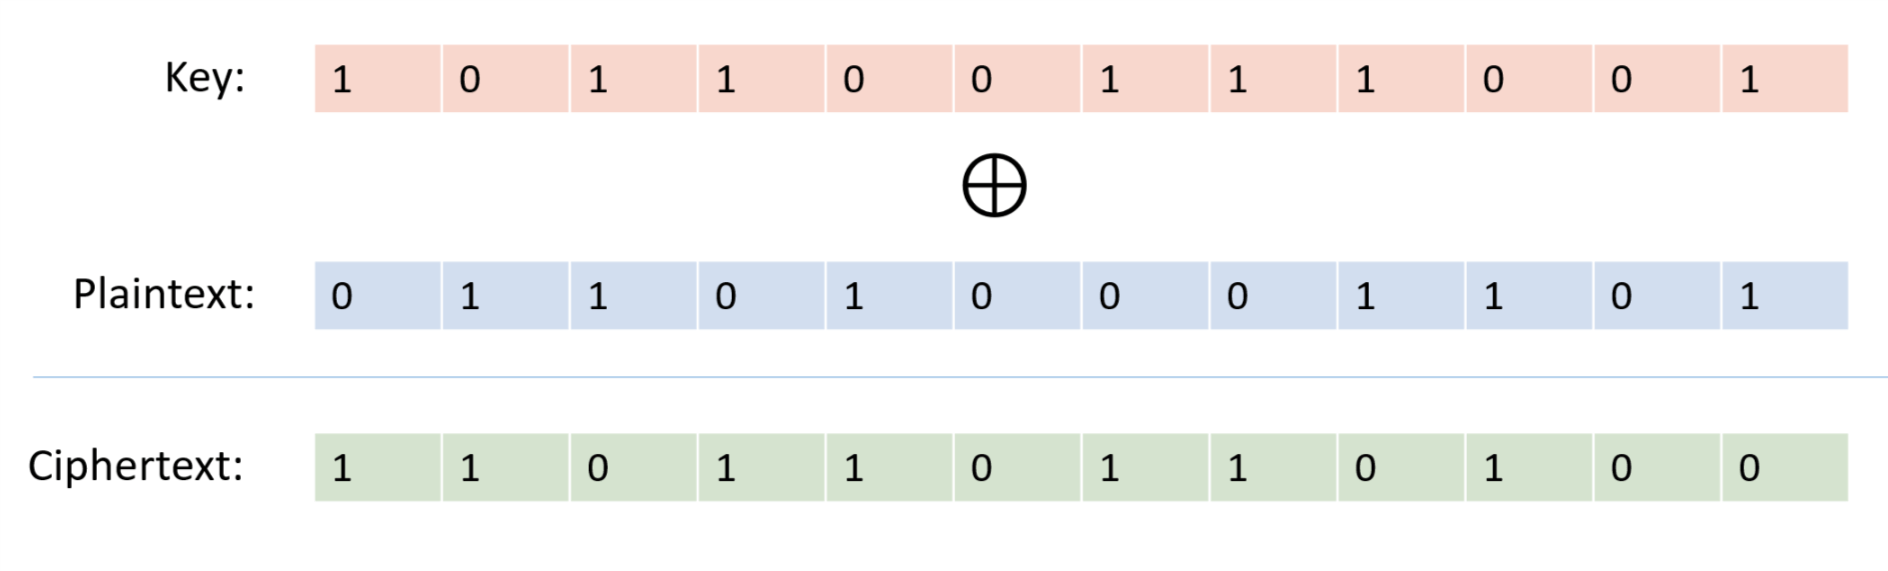 Key: 1 0 1 1 0 0 1 1 1 0 0 1
⊕
Plaintext: 0 1 1 0 1 0 0 0 1 1 0 1
Ciphertext: 1 1 0 1 1 0 1 1 0 1 0 0